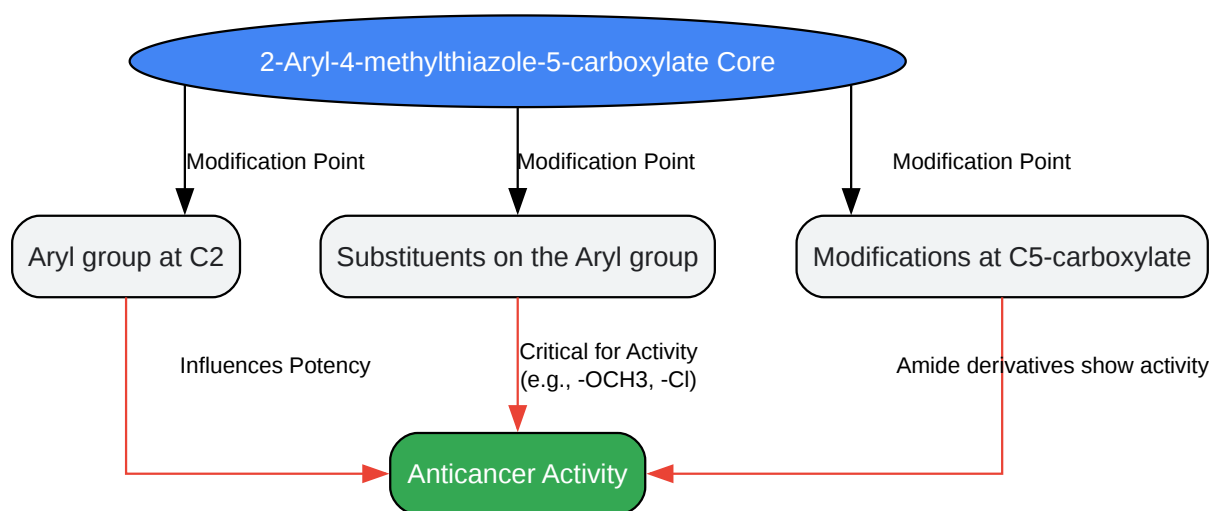 2-Aryl-4-methylthiazole-5-carboxylate Core
Modification Point
Modification Point
Modification Point
Aryl group at C2
Substituents on the Aryl group
Modifications at C5-carboxylate
Influences Potency
Critical for Activity
(e.g., -OCH3, -Cl)
Amide derivatives show activity
Anticancer Activity